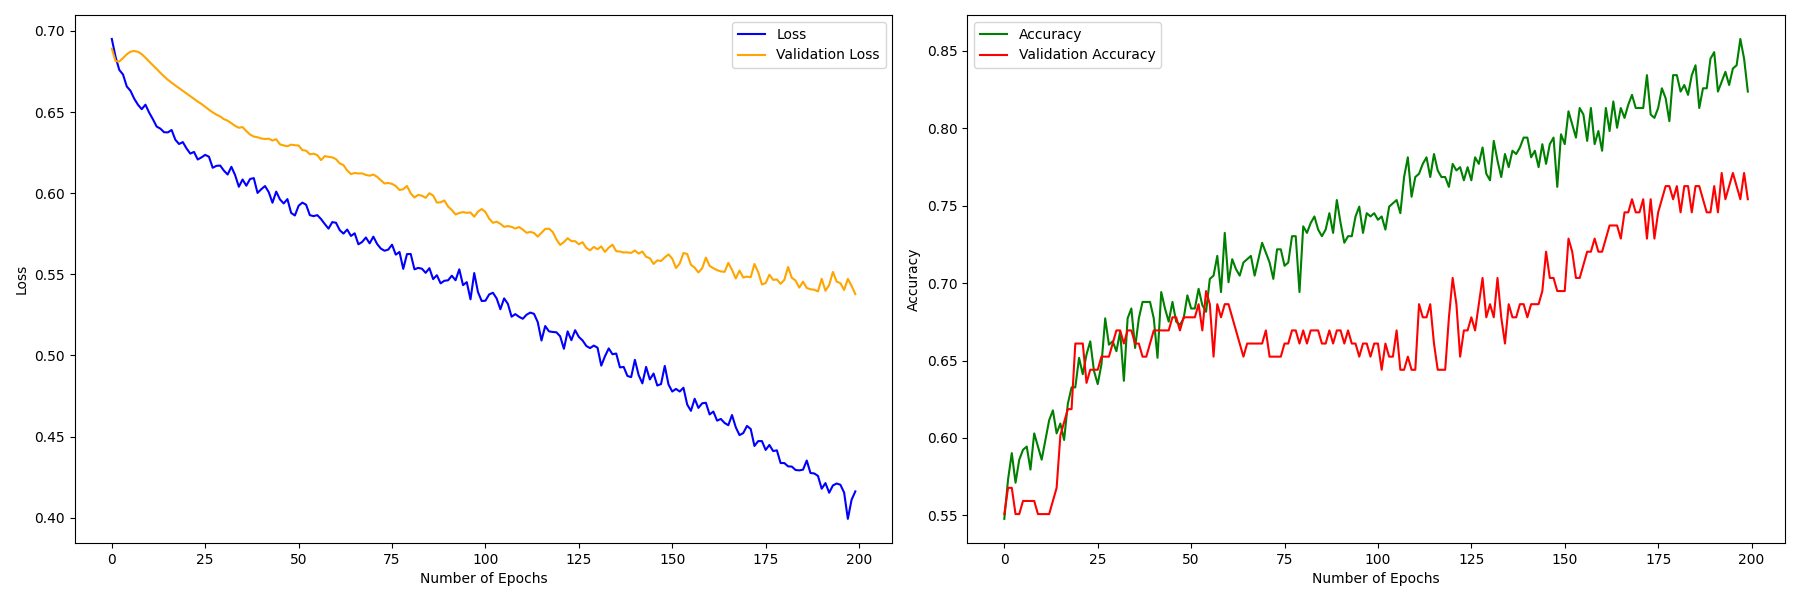 0.70
0.65
0.60
0.55
0.50
0.45
0.40
Loss
0 25 50 75 100 125 150 175 200
Number of Epochs
Loss
Validation Loss
0.85
0.80
0.75
0.70
0.65
0.60
0.55
Accuracy
0 25 50 75 100 125 150 175 200
Number of Epochs
Accuracy
Validation Accuracy